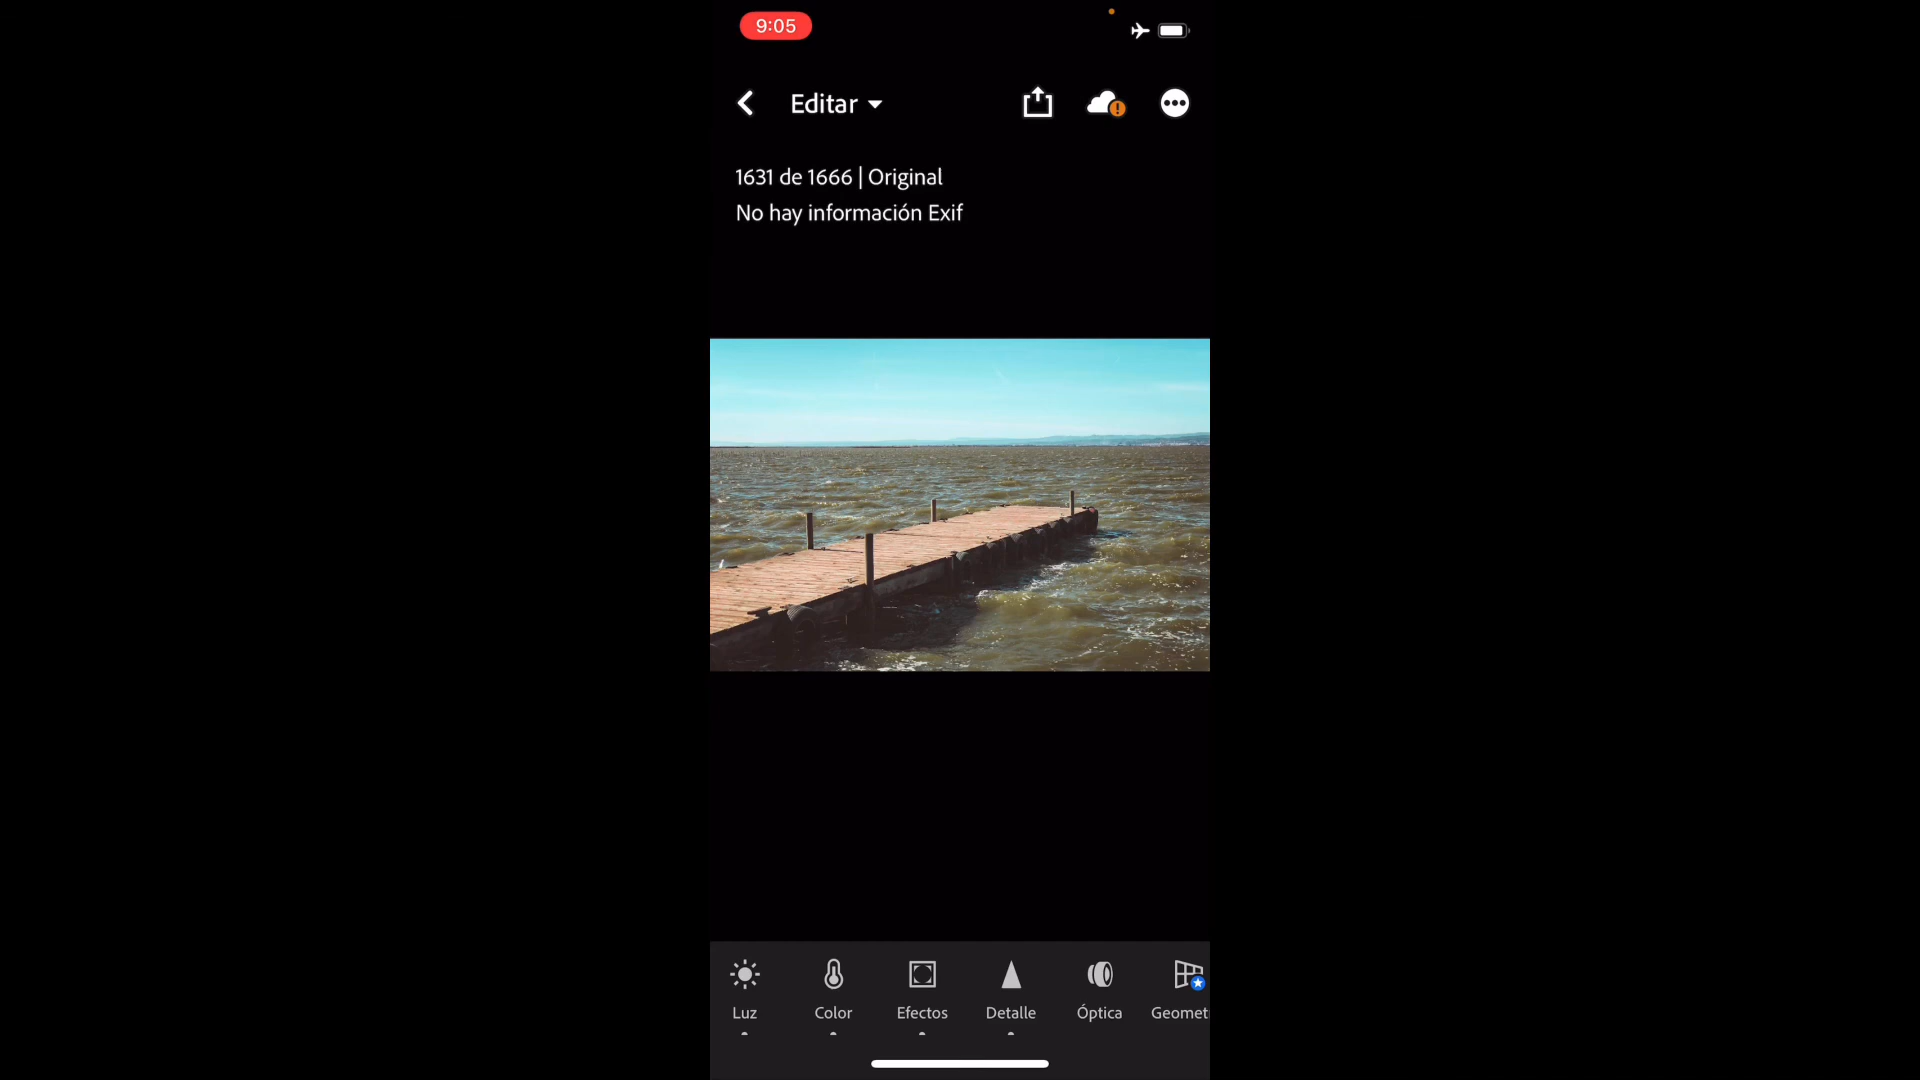 9:05
Editar
1631 de 1666 | Original
No hay información Exif
Luz
Color
Efectos
Detalle
Óptica
Geomet